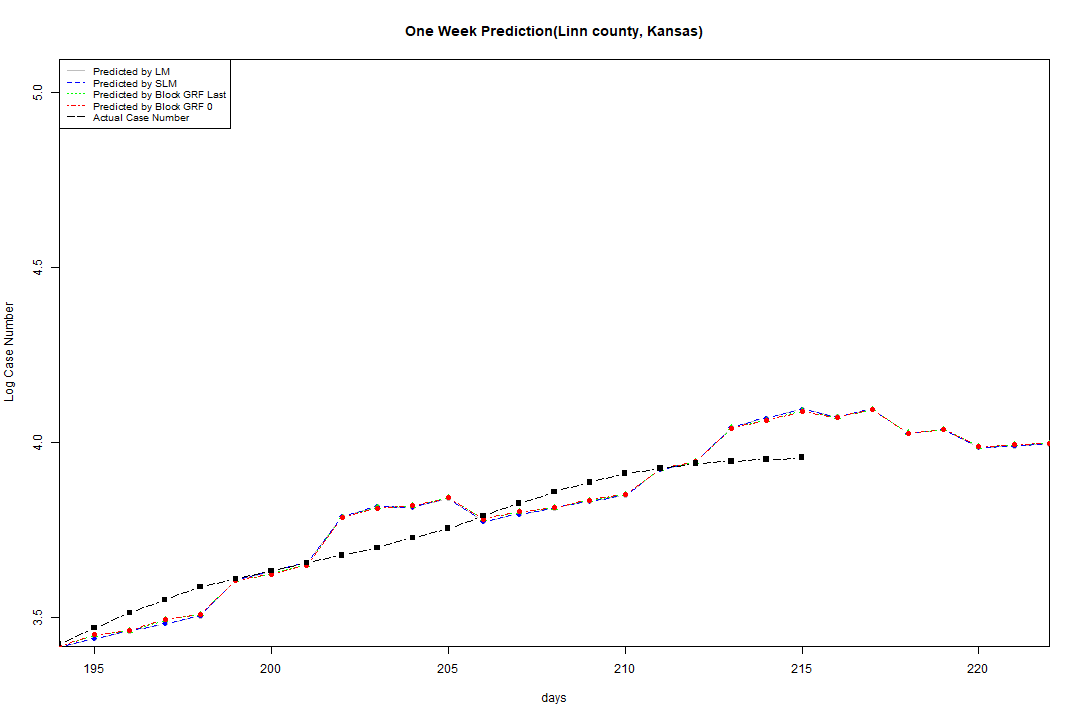 One Week Prediction(Linn county, Kansas)
Predicted by LM
Predicted by SLM
Predicted by Block GRF Last
Predicted by Block GRF 0
Actual Case Number
5.0
4.5
4.0
3.5
Log Case Number
195 200 205 210 215 220
days